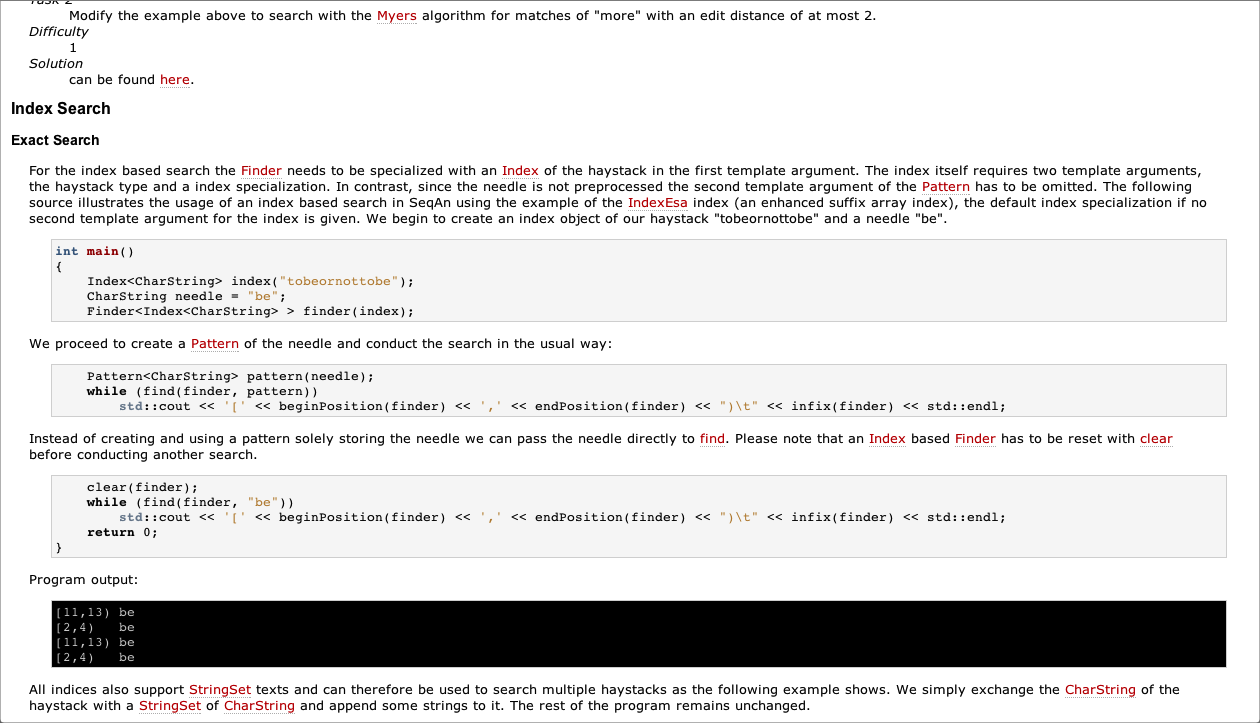 Task 2
Modify the example above to search with the Myers algorithm for matches of "more" with an edit distance of at most 2.
Difficulty
1
Solution
can be found here.
Index Search
Exact Search
For the index based search the Finder needs to be specialized with an Index of the haystack in the first template argument. The index itself requires two template arguments,
the haystack type and a index specialization. In contrast, since the needle is not preprocessed the second template argument of the Pattern has to be omitted. The following
source illustrates the usage of an index based search in SeqAn using the example of the IndexEsa index (an enhanced suffix array index), the default index specialization if no
second template argument for the index is given. We begin to create an index object of our haystack "tobeornottobe" and a needle "be".
int main()
{
    Index<CharString> index("tobeornottobe");
    CharString needle = "be";
    Finder<Index<CharString> > finder(index);
We proceed to create a Pattern of the needle and conduct the search in the usual way:
    Pattern<CharString> pattern(needle);
    while (find(finder, pattern))
        std::cout << '[' << beginPosition(finder) << ',' << endPosition(finder) << ")\t" << infix(finder) << std::endl;
Instead of creating and using a pattern solely storing the needle we can pass the needle directly to find. Please note that an Index based Finder has to be reset with clear
before conducting another search.
    clear(finder);
    while (find(finder, "be"))
        std::cout << '[' << beginPosition(finder) << ',' << endPosition(finder) << ")\t" << infix(finder) << std::endl;
    return 0;
}
Program output:
[11,13) be
[2,4)   be
[11,13) be
[2,4)   be
All indices also support StringSet texts and can therefore be used to search multiple haystacks as the following example shows. We simply exchange the CharString of the
haystack with a StringSet of CharString and append some strings to it. The rest of the program remains unchanged.